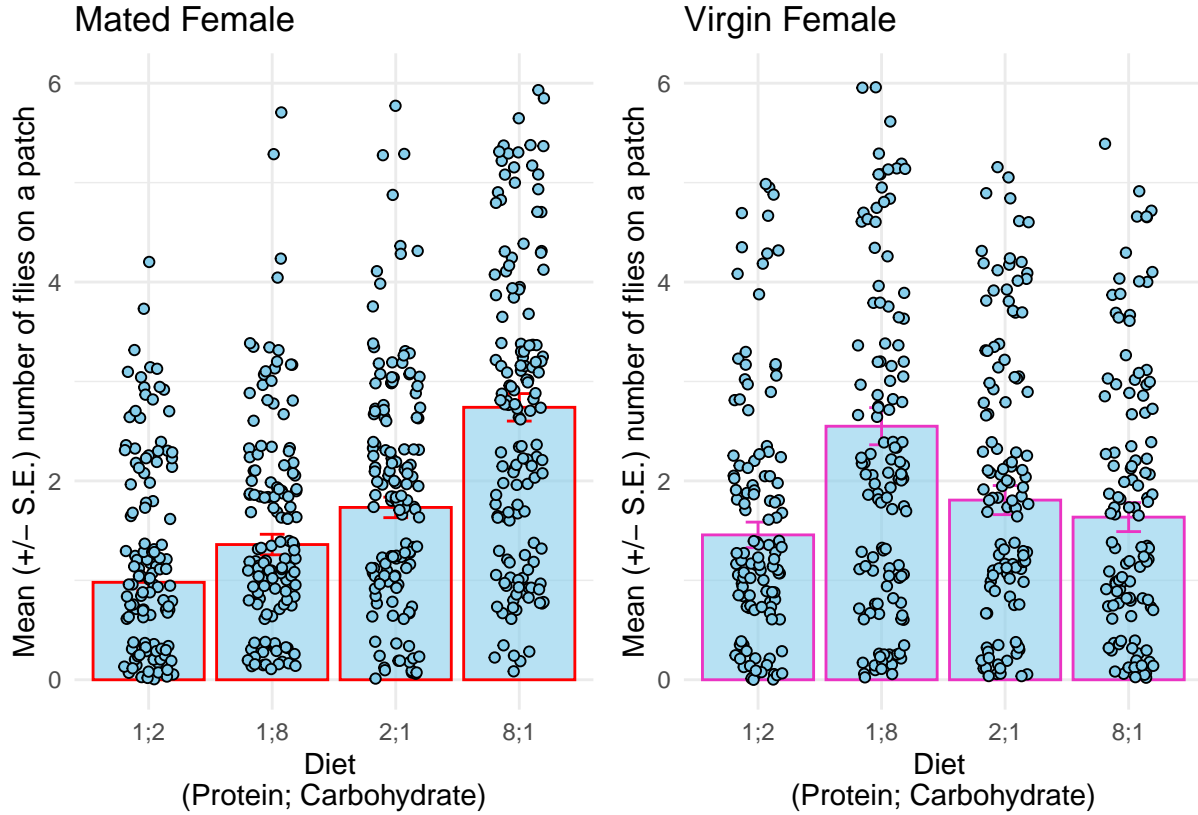 Mated Female
Mean (+/− S.E.) number of flies on a patch
6
4
2
0
1;2 1;8 2;1 8;1
Diet
(Protein; Carbohydrate)
Virgin Female
Mean (+/− S.E.) number of flies on a patch
6
4
2
0
1;2 1;8 2;1 8;1
Diet
(Protein; Carbohydrate)